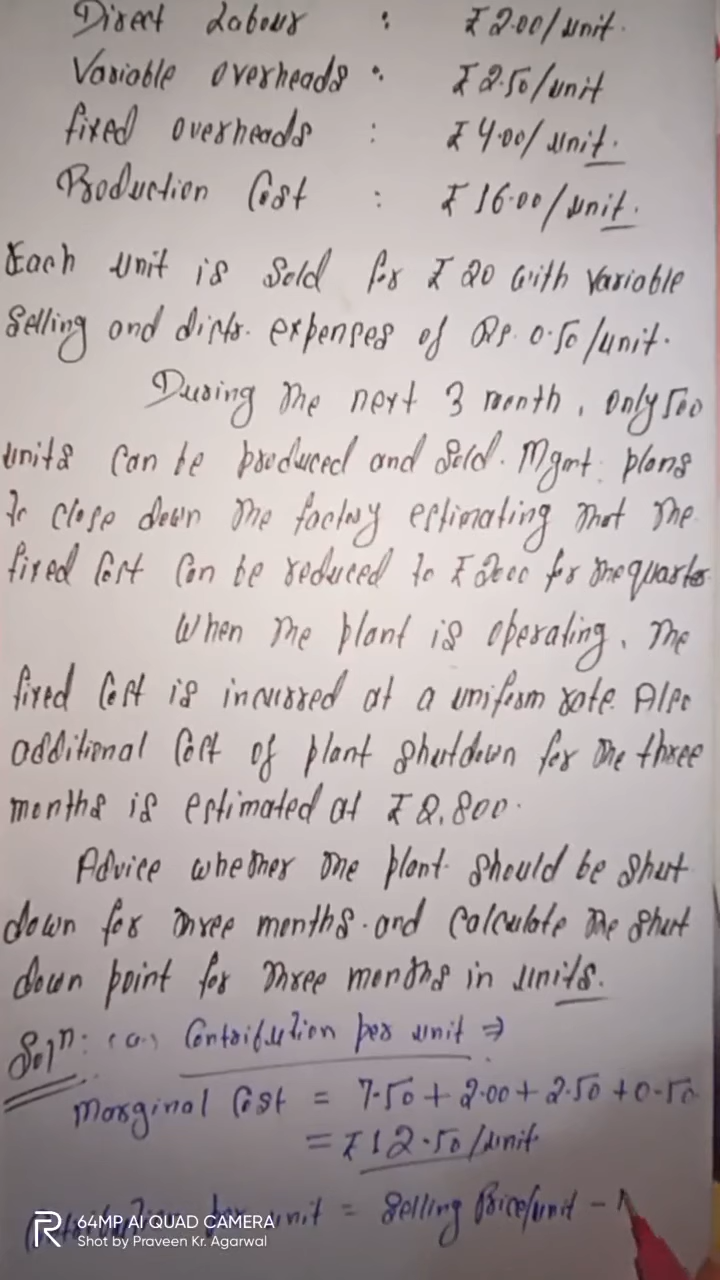 Direct Labour : ₹2.00/unit.
Variable overheads : ₹2.50/unit
fixed overheads : ₹4.00/unit.
Production Cost : ₹16.00/unit.
Each unit is Sold for ₹20 with variable
Selling and distr. expenses of Rs. 0.50/unit.
During the next 3 month, only 500
units can be produced and Sold. Mgmt. plans
to close down the factory estimating that the
fixed Cost Can be reduced to ₹2000 for the quarter
When the plant is operating, the
fixed Cost is incurred at a uniform rate. Also
additional Cost of plant shutdown for the three
months is estimated at ₹2,800.
Advice whether the plant should be shut
down for three months and calculate the shut
down point for three months in units.
Solⁿ: (a) Contribution per unit ⇒
Marginal Cost = 7.50 + 2.00 + 2.50 + 0.50
= ₹12.50/unit
unit = Selling Price/unit -
64MP AI QUAD CAMERA
Shot by Praveen Kr. Agarwal